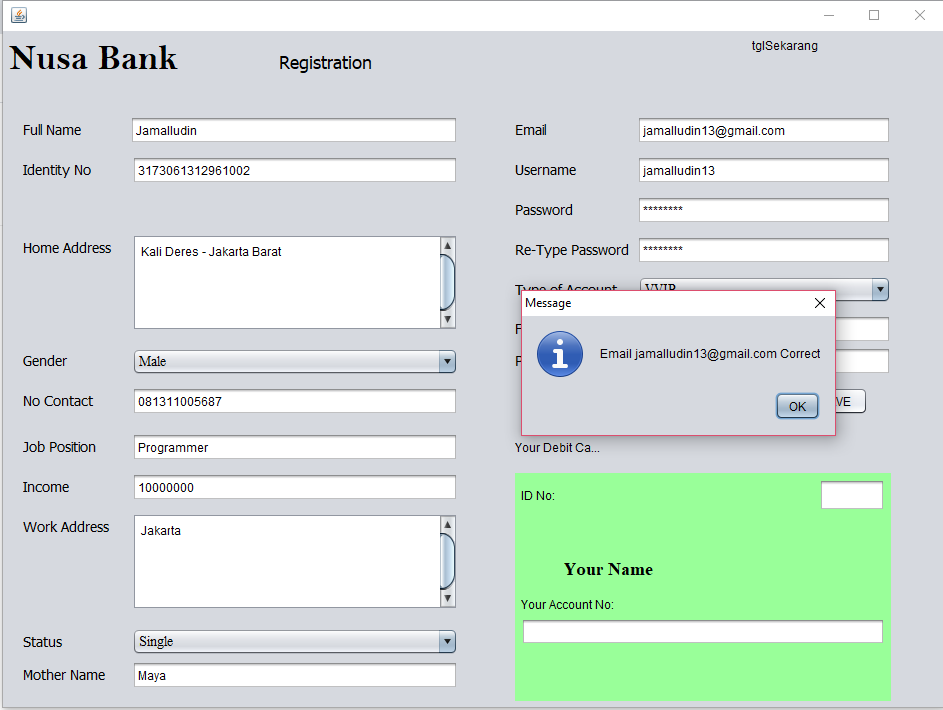 Nusa Bank
Registration
tglSekarang
Full Name Jamalludin
Identity No 3173061312961002
Home Address Kali Deres - Jakarta Barat
Gender Male
No Contact 081311005687
Job Position Programmer
Income 10000000
Work Address Jakarta
Status Single
Mother Name Maya
Email jamalludin13@gmail.com
Username jamalludin13
Password ********
Re-Type Password ********
Type of Account VVIP
Message
Email jamalludin13@gmail.com Correct
OK
VE
Your Debit Ca...
ID No:
Your Name
Your Account No: